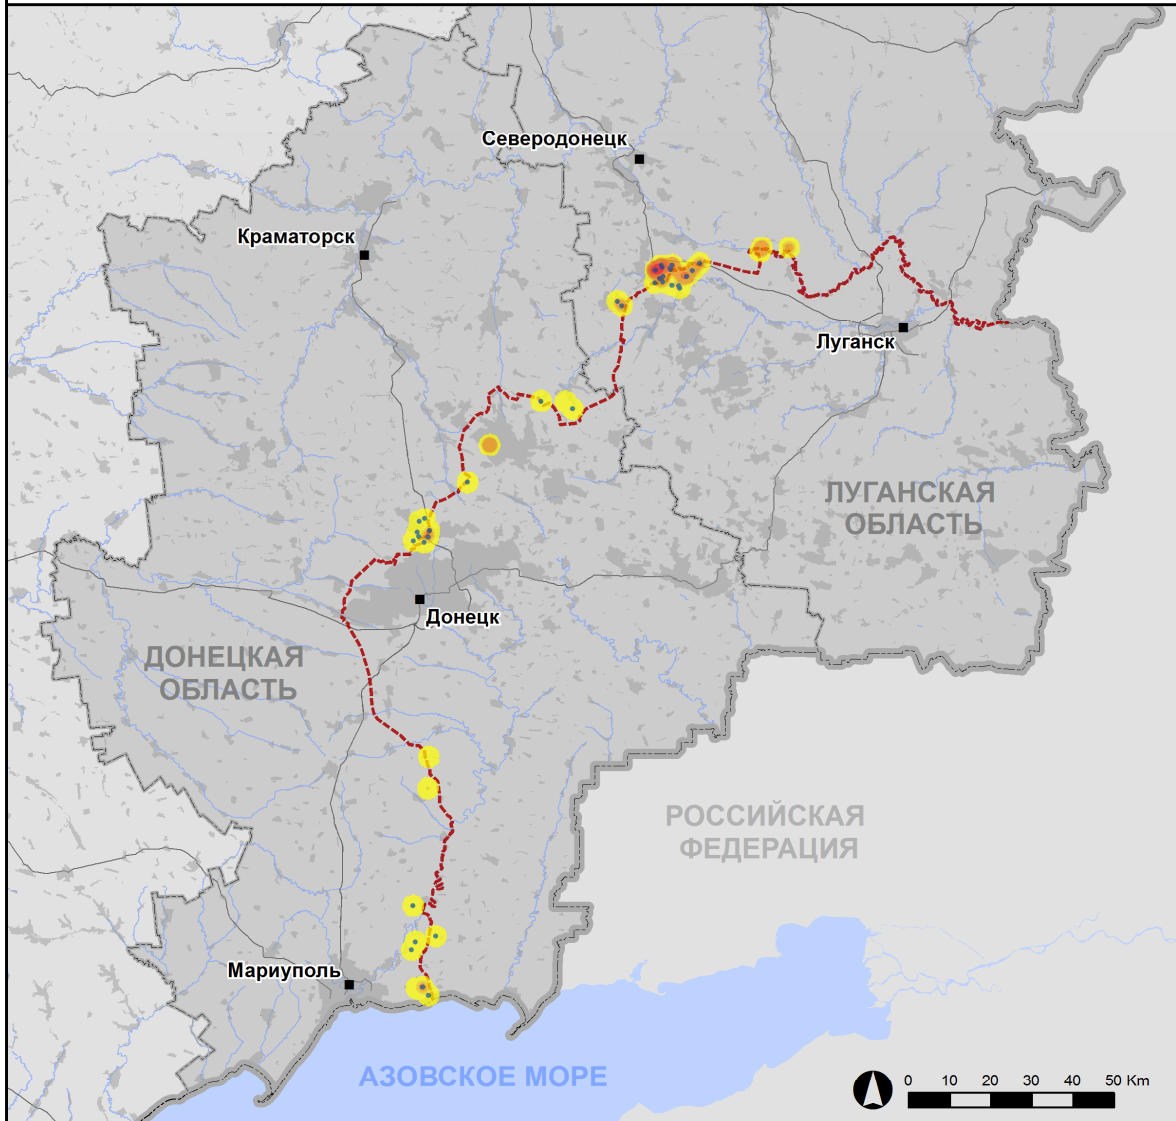 Северодонецк
Краматорск
Луганск
ЛУГАНСКАЯ
ОБЛАСТЬ
Донецк
ДОНЕЦКАЯ
ОБЛАСТЬ
РОССИЙСКАЯ
ФЕДЕРАЦИЯ
Мариуполь
АЗОВСКОЕ МОРЕ
0 10 20 30 40 50 Km